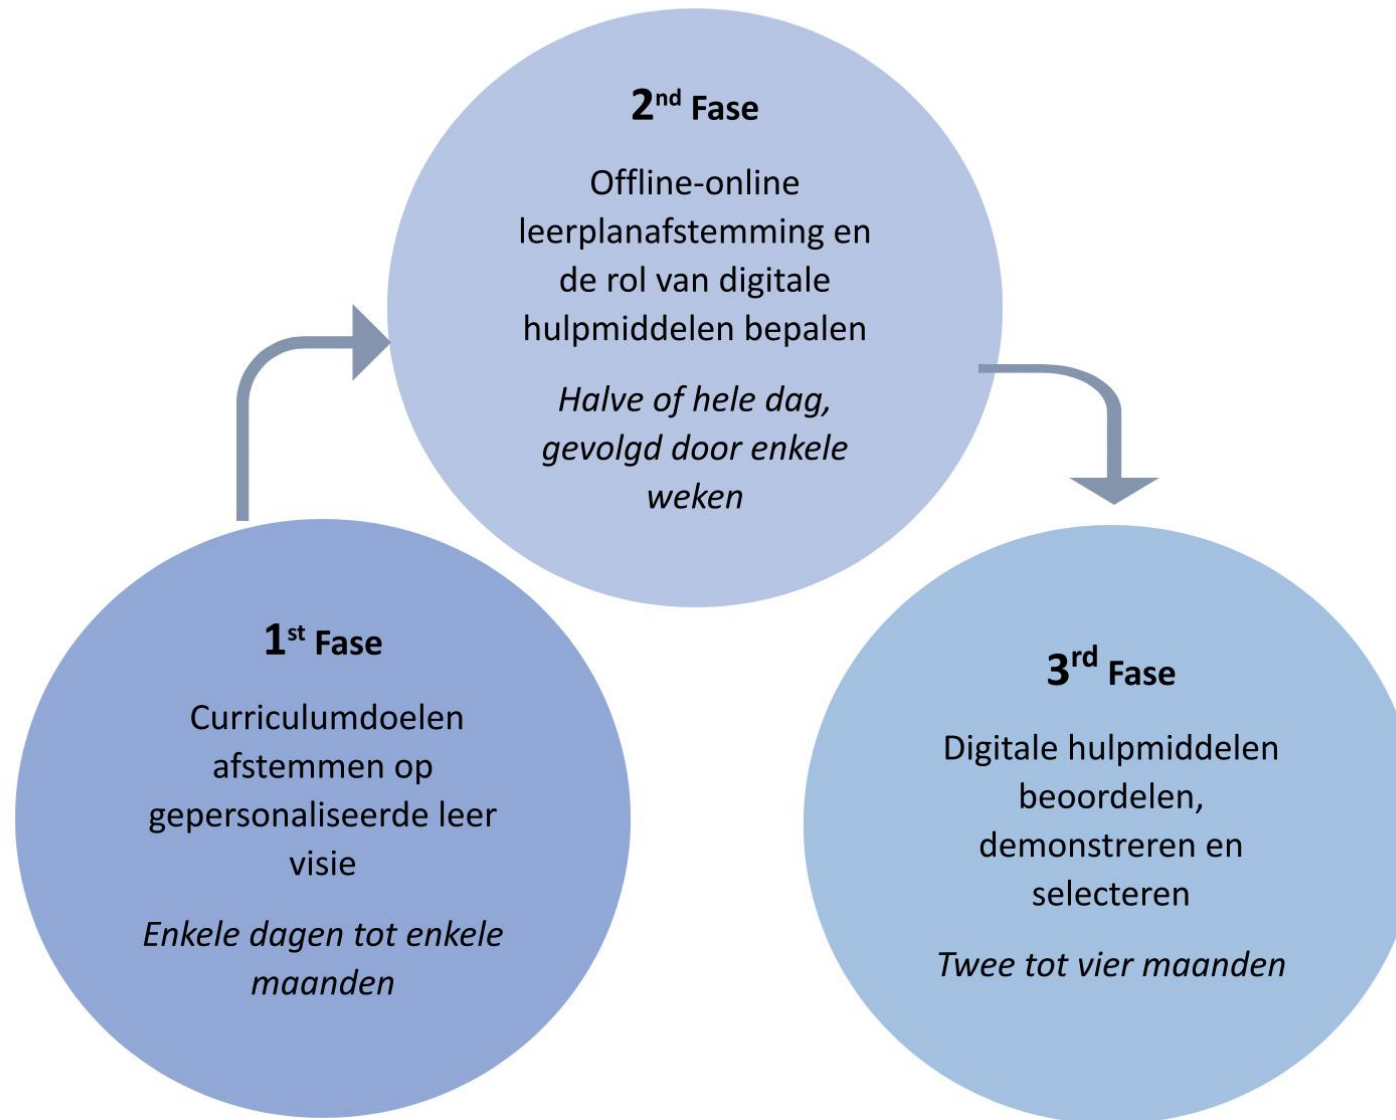 2nd Fase
Offline-online
leerplanafstemming en
de rol van digitale
hulpmiddelen bepalen
Halve of hele dag,
gevolgd door enkele
weken
1st Fase
Curriculumdoelen
afstemmen op
gepersonaliseerde leer
visie
Enkele dagen tot enkele
maanden
3rd Fase
Digitale hulpmiddelen
beoordelen,
demonstreren en
selecteren
Twee tot vier maanden